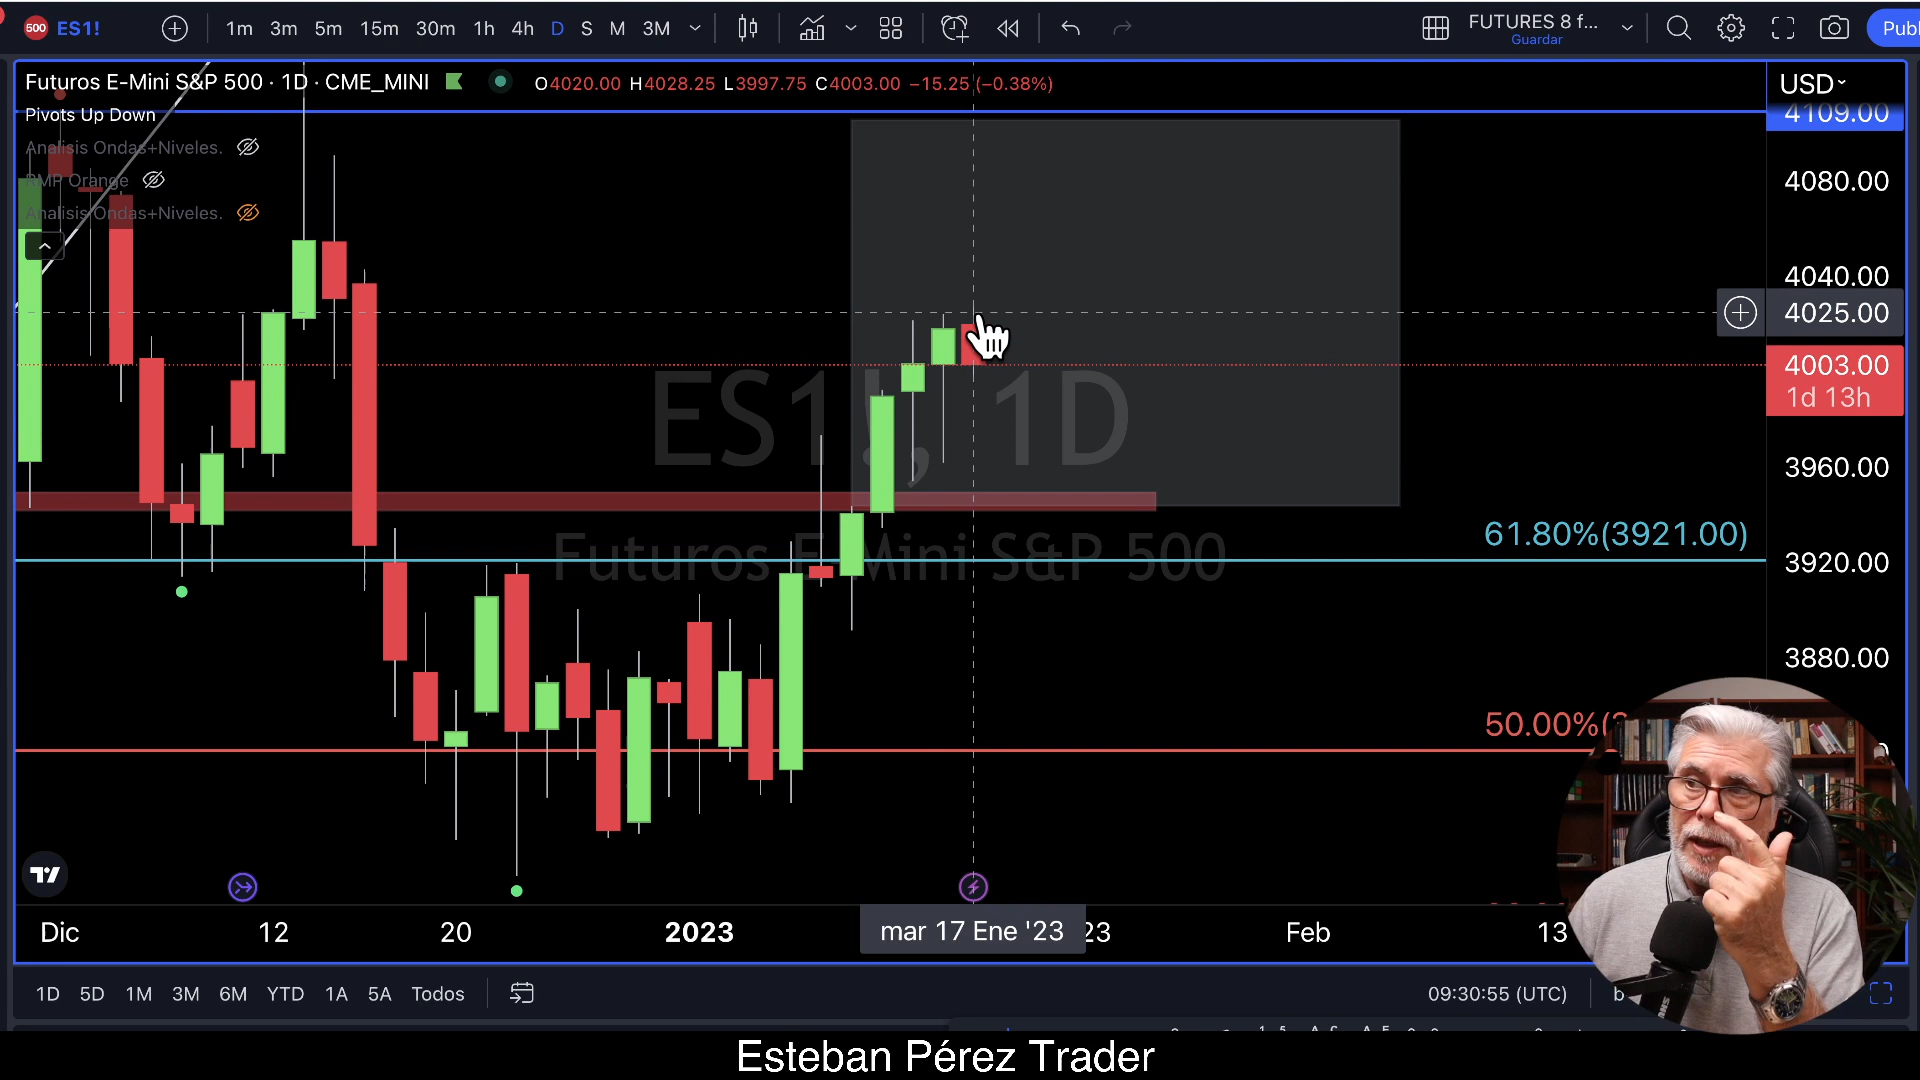 500 ES1! 1m 3m 5m 15m 30m 1h 4h D S M 3M FUTURES 8 f... Publ
Guardar
Futuros E-Mini S&P 500 · 1D · CME_MINI O4020.00 H4028.25 L3997.75 C4003.00 −15.25 (−0.38%) USD
Pivots Up Down 4109.00
Analisis Ondas+Niveles.
RMP Orange 4080.00
Analisis Ondas+Niveles.
4040.00
4025.00
4003.00
1d 13h
ES1!, 1D
3960.00
61.80%(3921.00)
Futuros E-Mini S&P 500 3920.00
3880.00
50.00%(
Dic 12 20 2023 mar 17 Ene '23 23 Feb 13
1D 5D 1M 3M 6M YTD 1A 5A Todos 09:30:55 (UTC) b
Esteban Pérez Trader